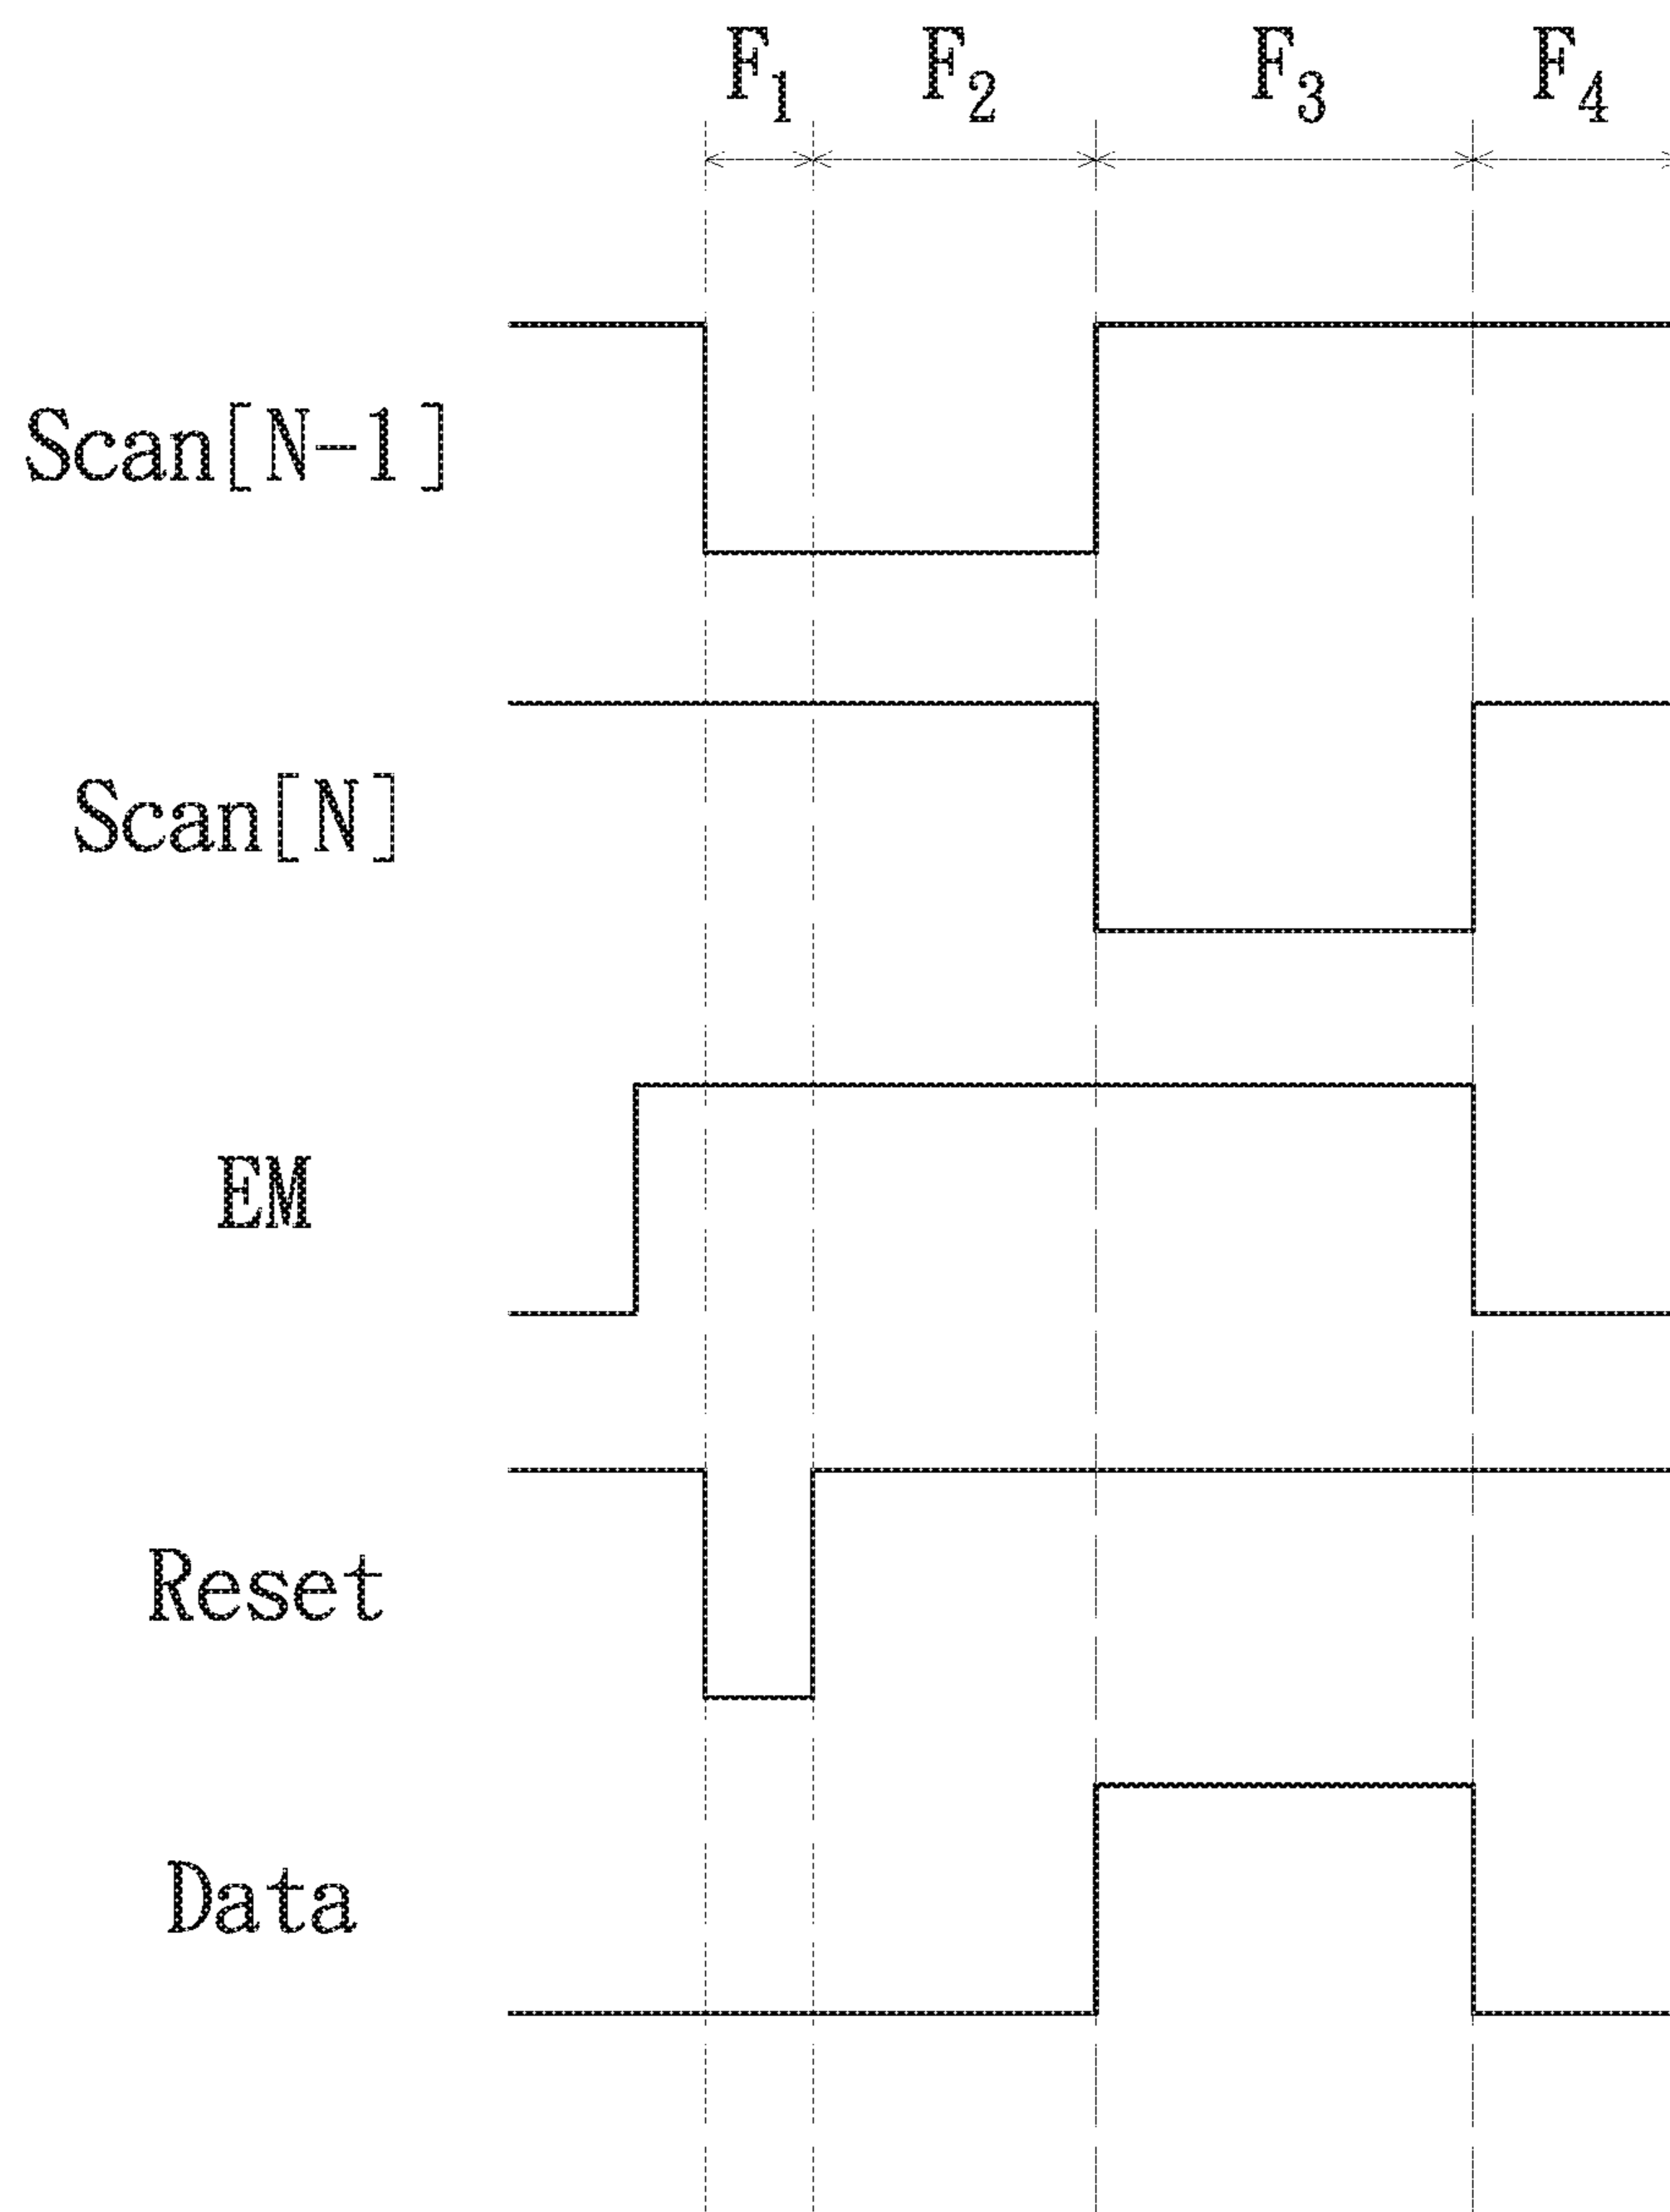 F1 F2 F3 F4
Scan[N-1]
Scan[N]
EM
Reset
Data